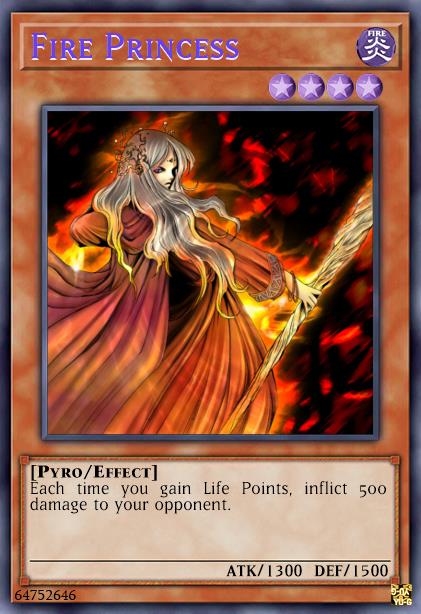 Fire Princess
FIRE
炎
[Pyro/Effect]
Each time you gain Life Points, inflict 500
damage to your opponent.
ATK/1300 DEF/1500
64752646